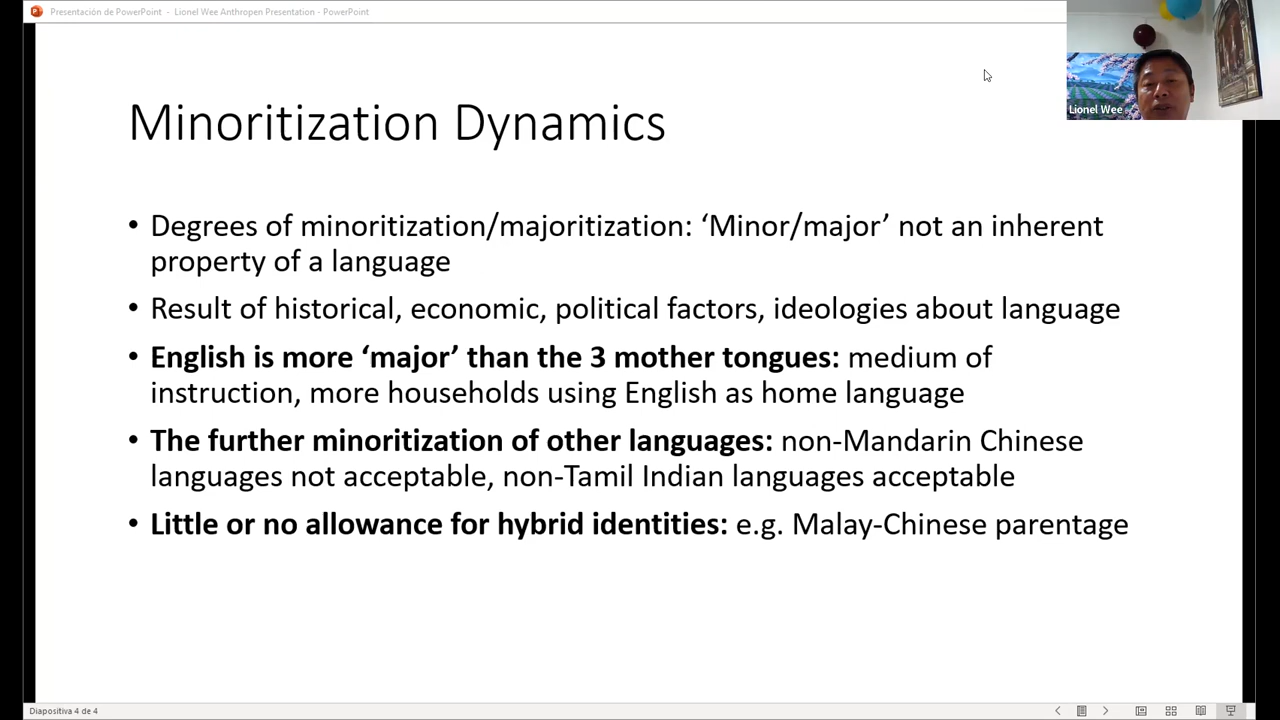 Presentación de PowerPoint - Lionel Wee Anthropen Presentation - PowerPoint
Lionel Wee
Minoritization Dynamics
• Degrees of minoritization/majoritization: ‘Minor/major’ not an inherent
property of a language
• Result of historical, economic, political factors, ideologies about language
• English is more ‘major’ than the 3 mother tongues: medium of
instruction, more households using English as home language
• The further minoritization of other languages: non-Mandarin Chinese
languages not acceptable, non-Tamil Indian languages acceptable
• Little or no allowance for hybrid identities: e.g. Malay-Chinese parentage
Diapositiva 4 de 4